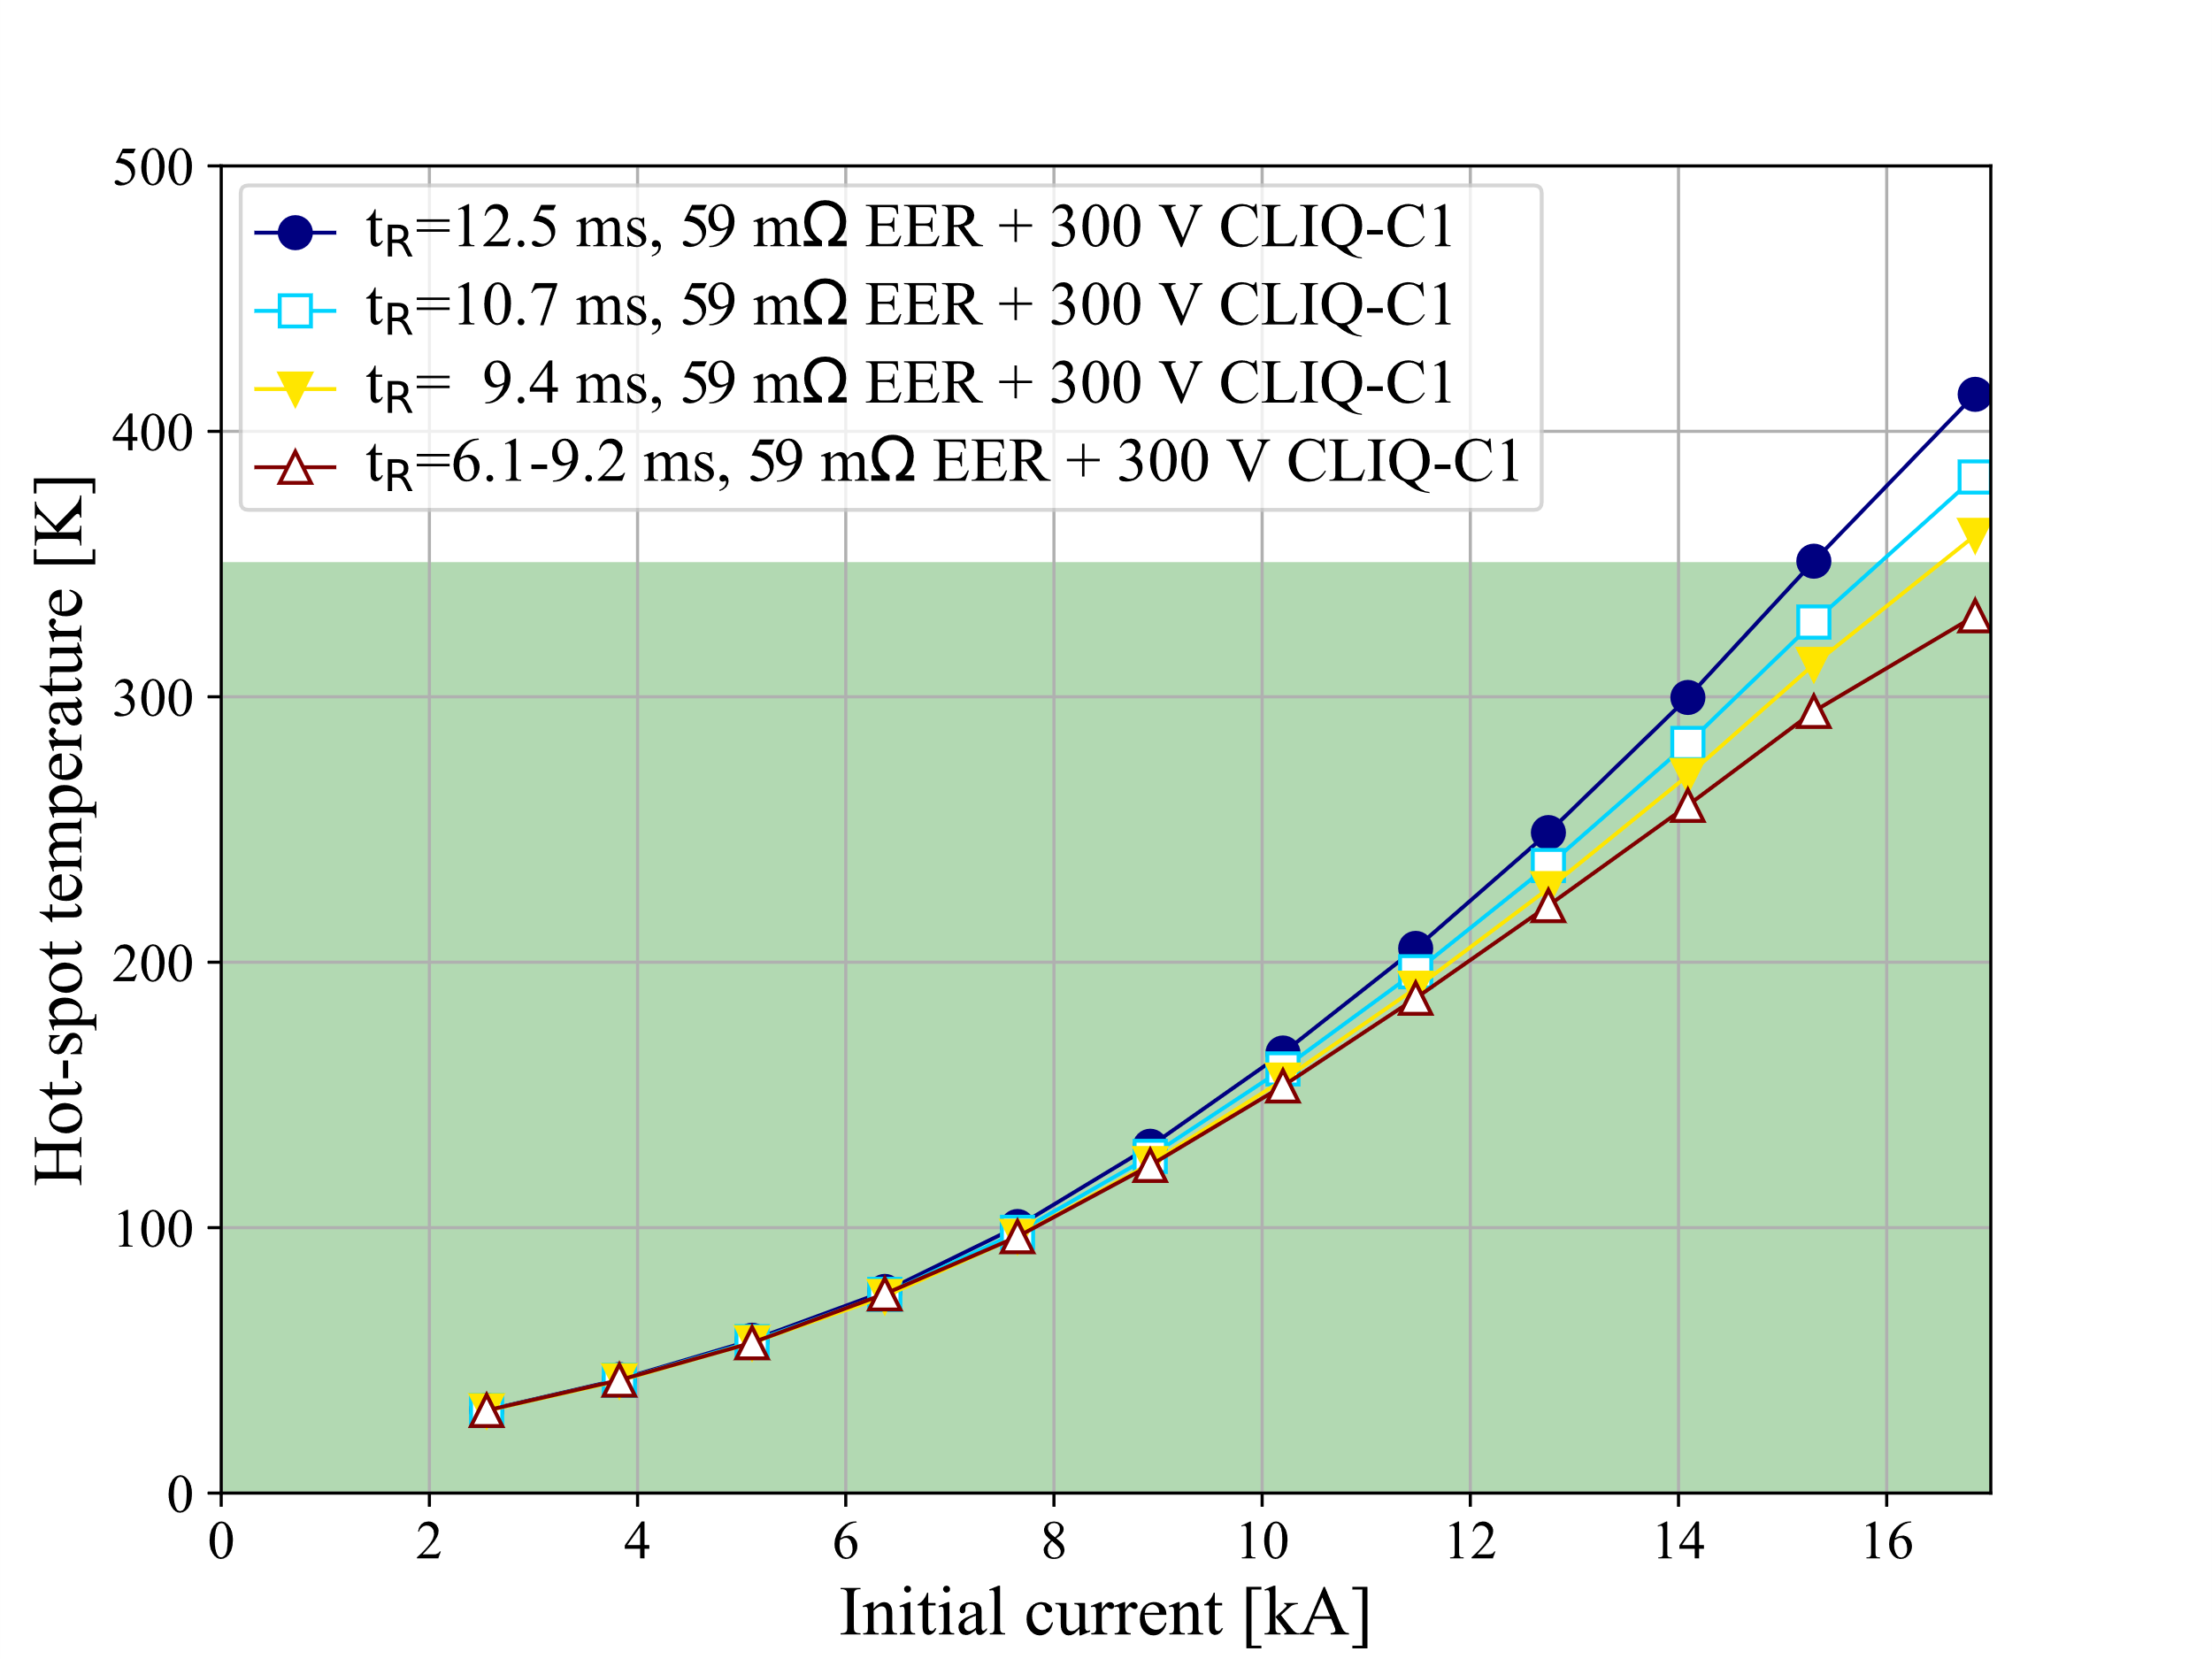 500
400
300
200
100
0
Hot-spot temperature [K]
tR=12.5 ms, 59 mΩ EER + 300 V CLIQ-C1
tR=10.7 ms, 59 mΩ EER + 300 V CLIQ-C1
tR= 9.4 ms, 59 mΩ EER + 300 V CLIQ-C1
tR=6.1-9.2 ms, 59 mΩ EER + 300 V CLIQ-C1
0 2 4 6 8 10 12 14 16
Initial current [kA]